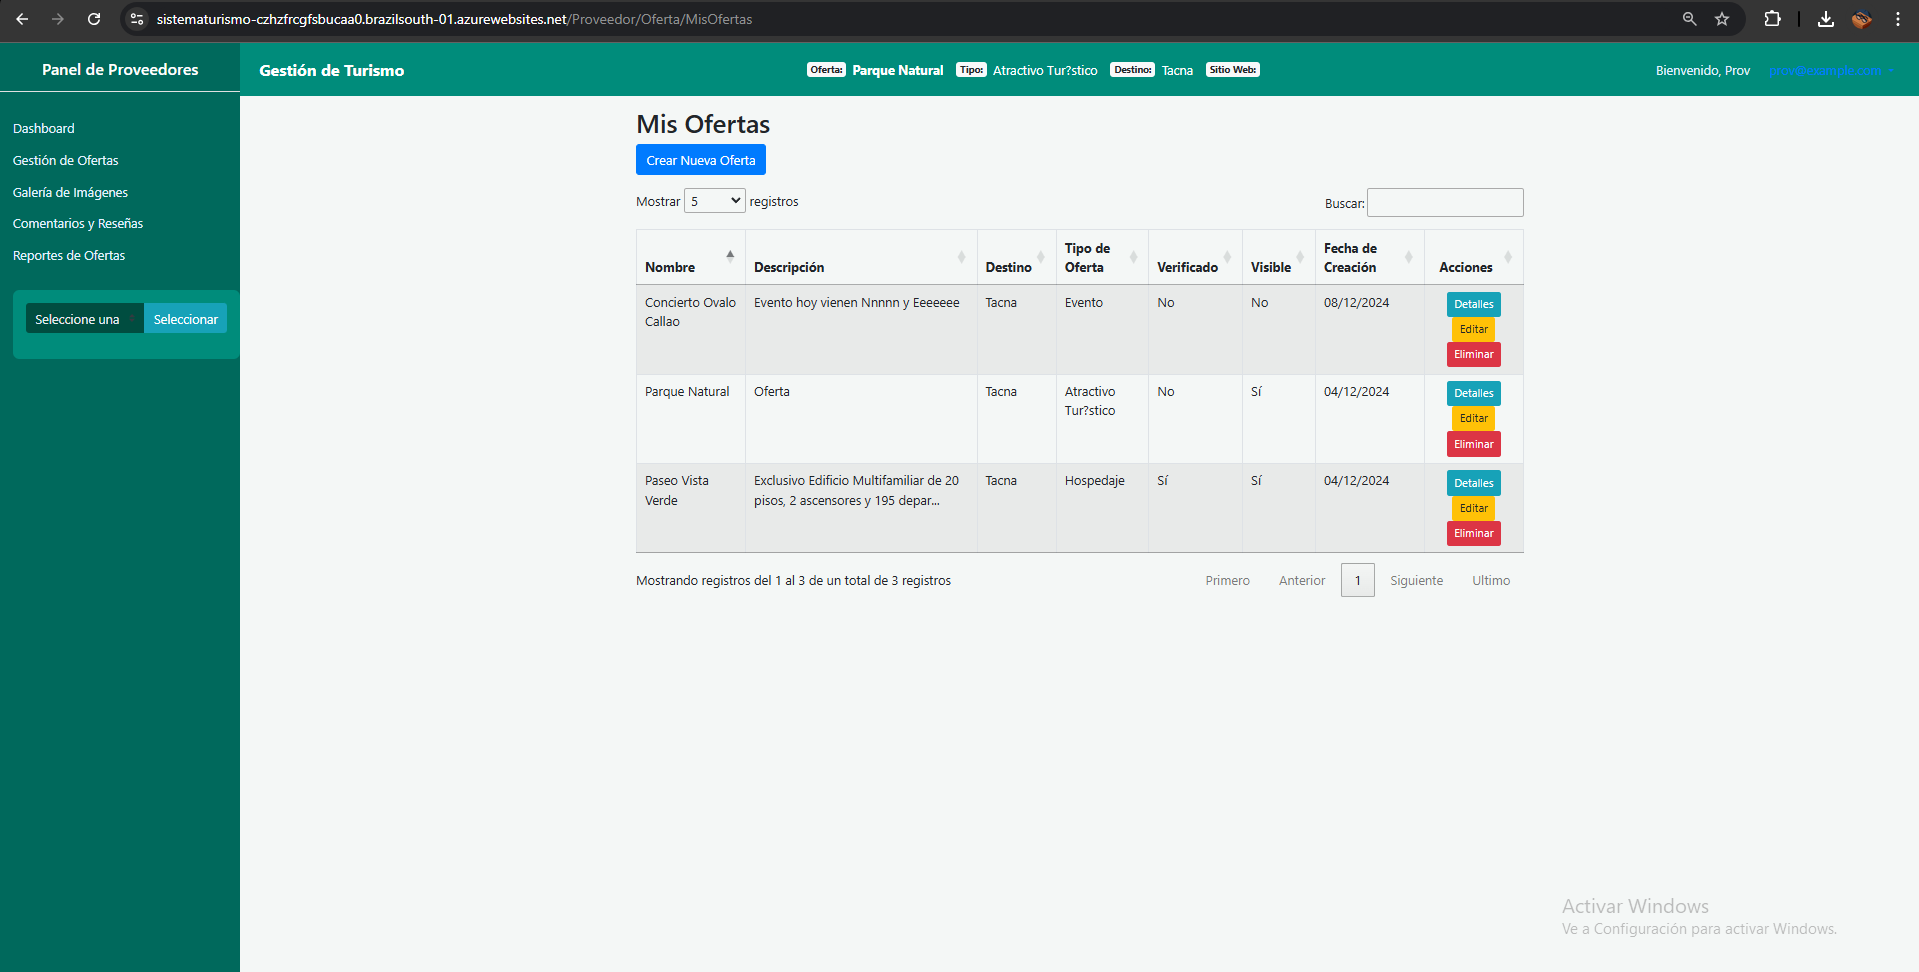 sistematurismo-czhzfrcgfsbucaa0.brazilsouth-01.azurewebsites.net/Proveedor/Oferta/MisOfertas
Panel de Proveedores
Gestión de Turismo
Oferta: Parque Natural Tipo: Atractivo Tur?stico Destino: Tacna Sitio Web:
Bienvenido, Prov prov@example.com
Dashboard
Gestión de Ofertas
Galería de Imágenes
Comentarios y Reseñas
Reportes de Ofertas
Seleccione una Seleccionar
Mis Ofertas
Crear Nueva Oferta
Mostrar 5 registros
Buscar:
Nombre Descripción Destino Tipo de Oferta Verificado Visible Fecha de Creación Acciones
Concierto Ovalo Callao Evento hoy vienen Nnnnn y Eeeeeee Tacna Evento No No 08/12/2024 Detalles
Editar
Eliminar
Parque Natural Oferta Tacna Atractivo Tur?stico No Sí 04/12/2024 Detalles
Editar
Eliminar
Paseo Vista Verde Exclusivo Edificio Multifamiliar de 20 pisos, 2 ascensores y 195 depar... Tacna Hospedaje Sí Sí 04/12/2024 Detalles
Editar
Eliminar
Mostrando registros del 1 al 3 de un total de 3 registros
Primero Anterior 1 Siguiente Ultimo
Activar Windows
Ve a Configuración para activar Windows.